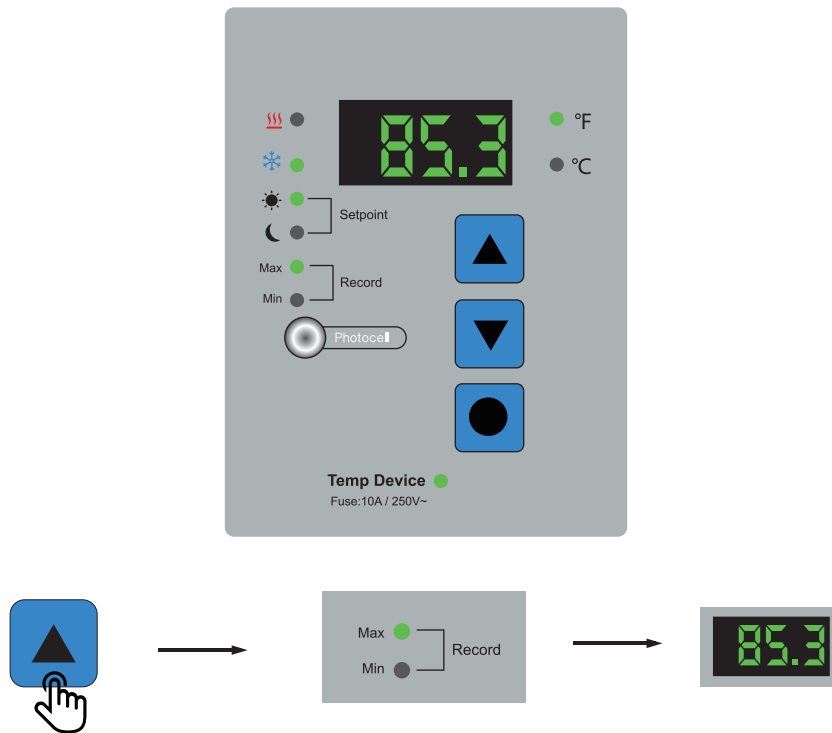 85.3
°F
°C
Setpoint
Max
Record
Min
Photocell
Temp Device
Fuse:10A / 250V~
Max
Record
Min
85.3